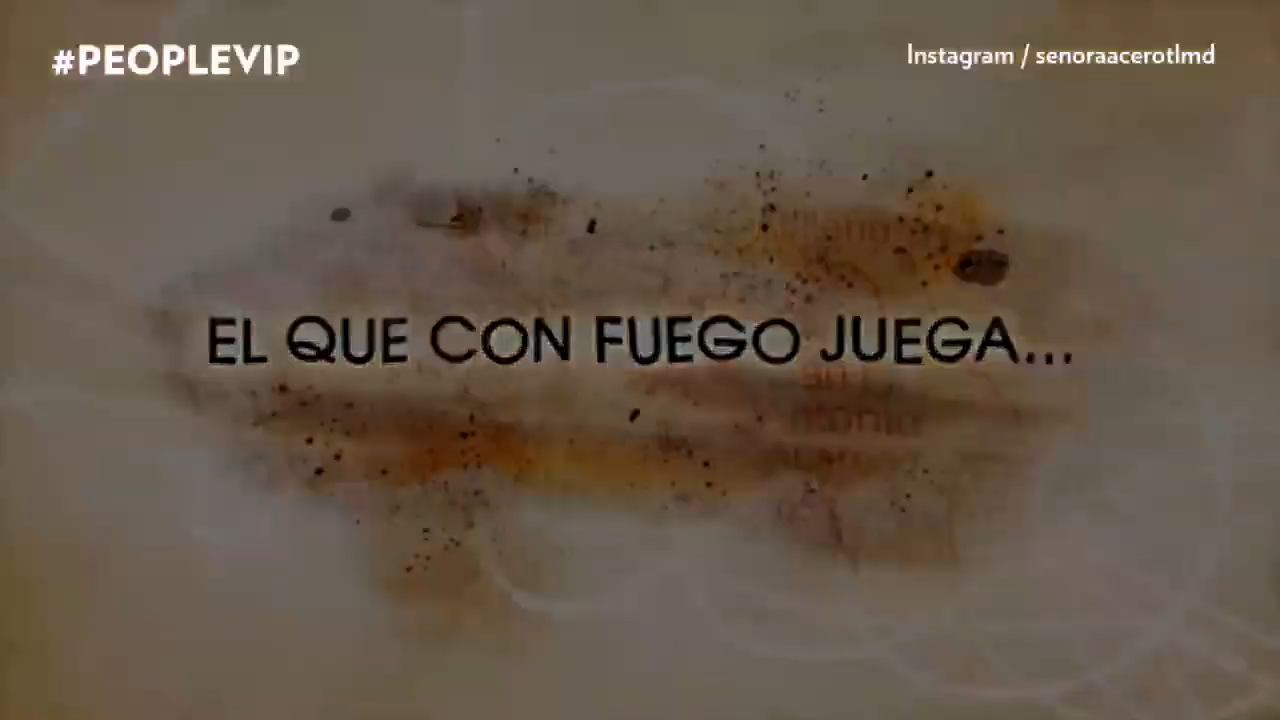 #PEOPLEVIP
Instagram / senoraacerotlmd
EL QUE CON FUEGO JUEGA...